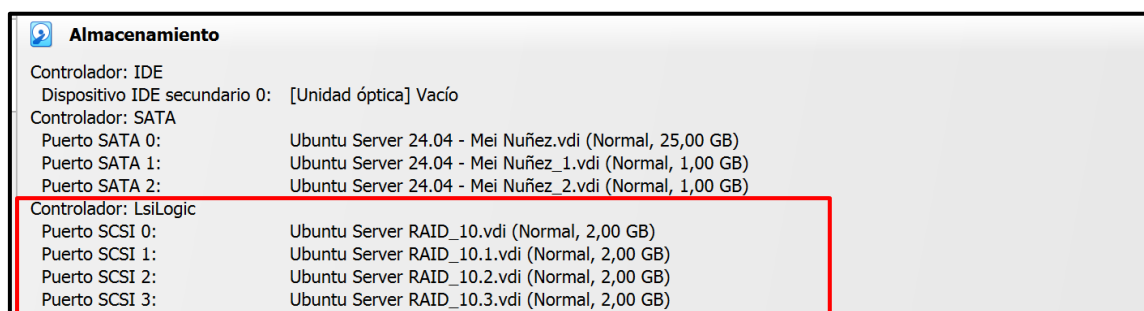 Almacenamiento
Controlador: IDE
Dispositivo IDE secundario 0: [Unidad óptica] Vacío
Controlador: SATA
Puerto SATA 0: Ubuntu Server 24.04 - Mei Nuñez.vdi (Normal, 25,00 GB)
Puerto SATA 1: Ubuntu Server 24.04 - Mei Nuñez_1.vdi (Normal, 1,00 GB)
Puerto SATA 2: Ubuntu Server 24.04 - Mei Nuñez_2.vdi (Normal, 1,00 GB)
Controlador: LsiLogic
Puerto SCSI 0: Ubuntu Server RAID_10.vdi (Normal, 2,00 GB)
Puerto SCSI 1: Ubuntu Server RAID_10.1.vdi (Normal, 2,00 GB)
Puerto SCSI 2: Ubuntu Server RAID_10.2.vdi (Normal, 2,00 GB)
Puerto SCSI 3: Ubuntu Server RAID_10.3.vdi (Normal, 2,00 GB)